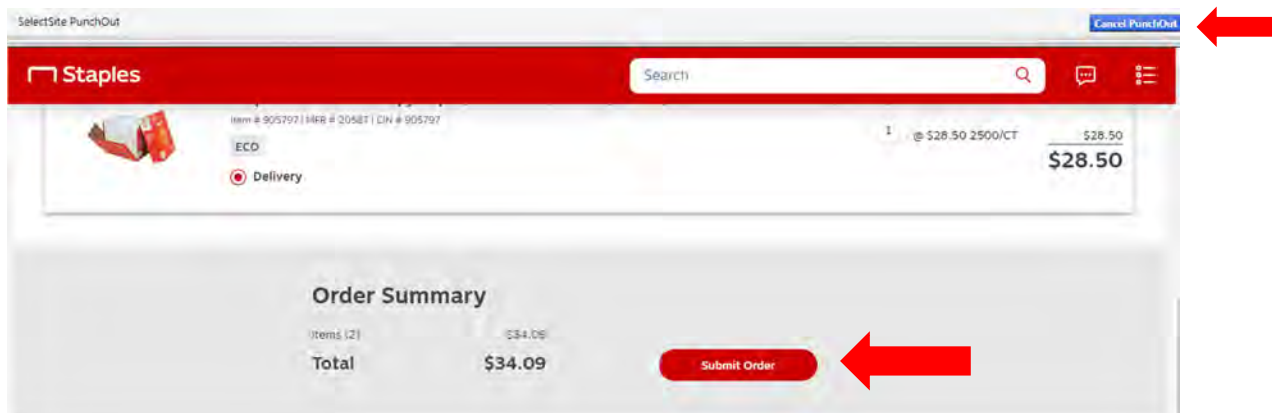 SelectSite PunchOut
Cancel PunchOut
Staples
Search
Item # 905797 | MFR # 20587 | CIN # 905797
ECO
1 @ $28.50 2500/CT $28.50
$28.50
Delivery
Order Summary
Items (2) $34.09
Total $34.09
Submit Order